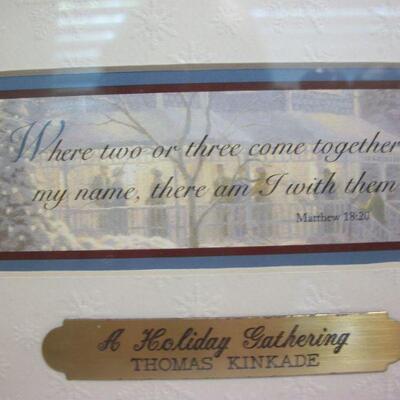 Where two or three come together
my name, there am I with them
Matthew 18:20
A Holiday Gathering
THOMAS KINKADE